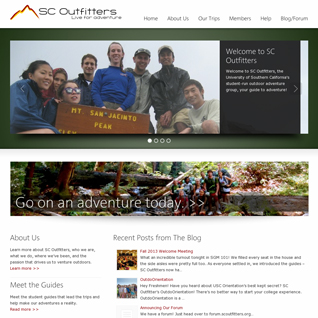 SC Outfitters
Live for adventure
Home About Us Our Trips Members Help Blog/Forum
Welcome to SC
Outfitters
Welcome to SC Outfitters, the
University of Southern California's
student-run outdoor adventure
group, your guide to adventure!
MT SAN JACINTO
PEAK
Going on an adventure today. >>
About Us
Learn more about SC Outfitters, who we are,
what we do, where we've been, and the
passion that drives us to venture outdoors.
Read more >>
Meet the Guides
Meet the student guides that lead the trips and
help make our adventures a reality.
Read more >>
Recent Posts from The Blog
Fall 2013 Welcome Meeting
What an incredible turnout tonight in SGM 101! We filled every seat in the house and
the side aisles were pretty full too. As everyone settled in, we introduced the guides –
SC Outfitters now ha..
OutdoOrientation
Hey Freshmen! Have you heard about USC Orientation's best kept secret? SC
Outfitter's OutdoOrientation! There's no better way to start your college experience.
OutdoOrientation is a ..
Announcing Our Forum
We have a forum! Just head over to forum.scoutfitters.org...